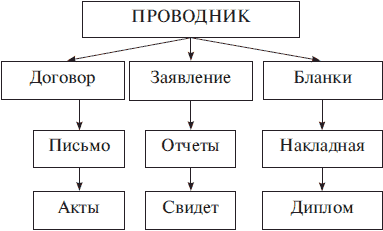 ПРОВОДНИК
Договор Заявление Бланки
Письмо Отчеты Накладная
Акты Свидет Диплом